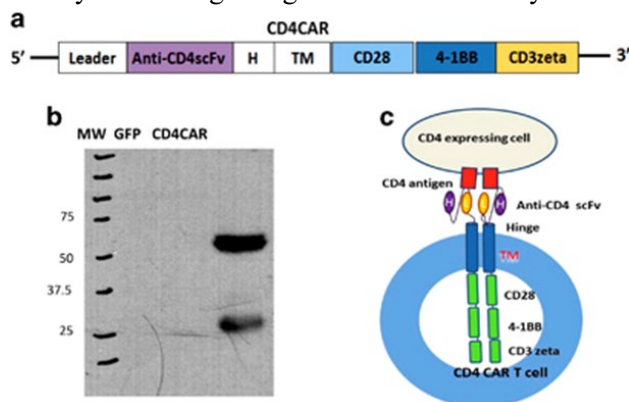 a
CD4CAR
5′ Leader Anti-CD4scFv H TM CD28 4-1BB CD3zeta 3′
b
MW GFP CD4CAR
75
50
37.5
25
c
CD4 expressing cell
CD4 antigen
H L L H
Anti-CD4 scFv
Hinge
TM
CD28
4-1BB
CD3 zeta
CD4 CAR T cell